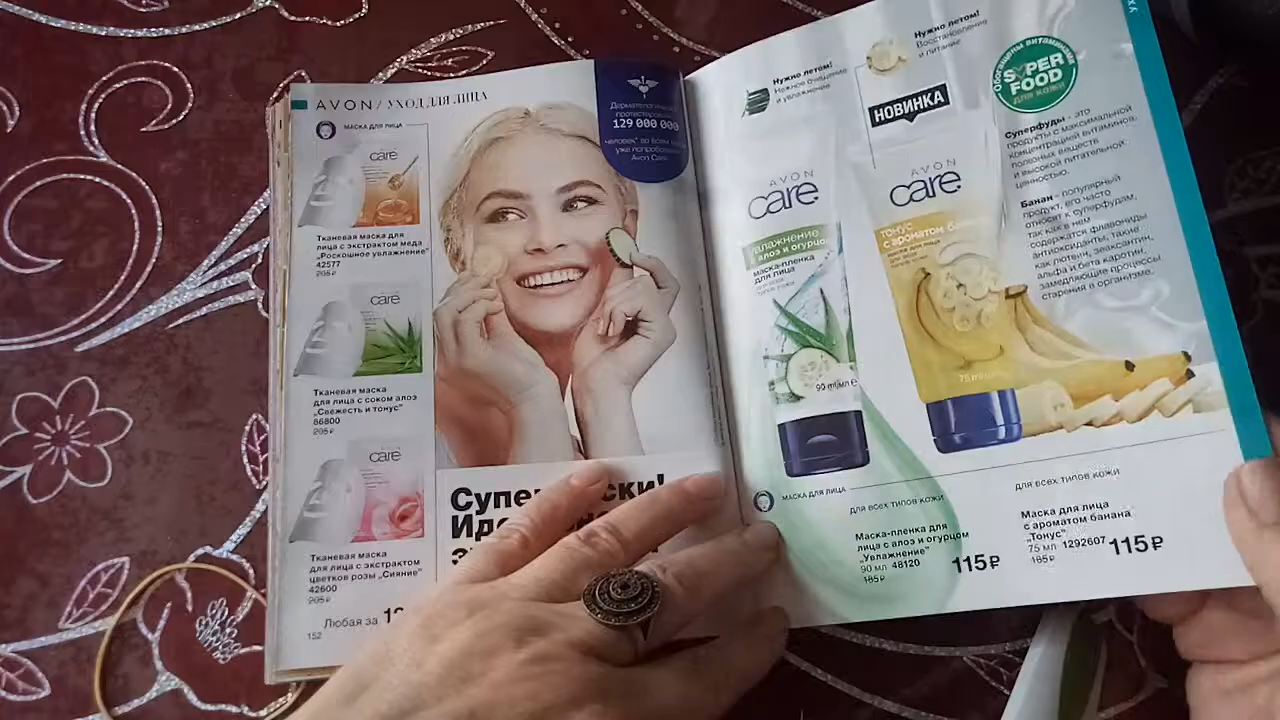 AVON / УХОД ДЛЯ ЛИЦА
МАСКА ДЛЯ ЛИЦА
care
Тканевая маска для
лица с экстрактом меда
„Роскошное увлажнение“
42577
205 ₽
care
Тканевая маска
для лица с соком алоэ
„Свежесть и тонус“
86800
205 ₽
care
Тканевая маска
для лица с экстрактом
цветков розы „Сияние“
42600
205 ₽
Любая за
152
Дерматологически
протестировано
129 000 000
человек* во всем
уже попробовали
Avon Care
Нужно летом!
Нежное очищение
и увлажнение
Нужно летом!
Восстановление
и питание
НОВИНКА
Обогащены витаминами
SUPER
FOOD
ДЛЯ КОЖИ
Суперфуды - это
продукты с максимальной
концентрацией витаминов,
полезных веществ
и высокой питательной
ценностью.
Банан - популярный
продукт, его часто
относят к суперфудам,
так как в нем
содержатся флавоноиды
антиоксиданты, такие
как лютеин, зеаксантин,
альфа и бета каротин,
замедляющие процессы
старения в организме.
AVON
care
увлажнение
с алоэ и огурцом
маска-пленка
для лица
90 ml/мл e
AVON
care
тонус
с ароматом
75 ml
МАСКА ДЛЯ ЛИЦА
ДЛЯ ВСЕХ ТИПОВ КОЖИ
Маска-пленка для
лица с алоэ и огурцом
„Увлажнение“
90 мл 48120
185 ₽
115 ₽
ДЛЯ ВСЕХ ТИПОВ КОЖИ
Маска для лица
с ароматом банана
„Тонус“
75 мл 1292607
185 ₽
115 ₽